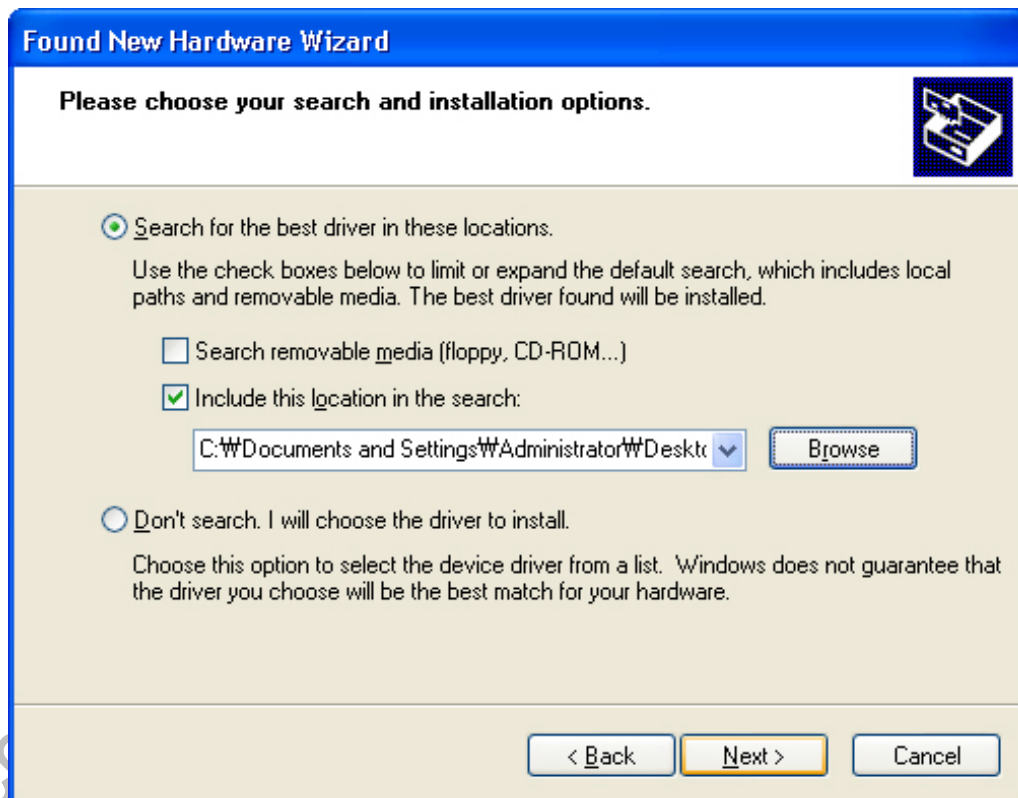 Found New Hardware Wizard
Please choose your search and installation options.
Search for the best driver in these locations.
Use the check boxes below to limit or expand the default search, which includes local
paths and removable media. The best driver found will be installed.
Search removable media (floppy, CD-ROM...)
Include this location in the search:
C:₩Documents and Settings₩Administrator₩Deskto
Browse
Don't search. I will choose the driver to install.
Choose this option to select the device driver from a list. Windows does not guarantee that
the driver you choose will be the best match for your hardware.
< Back
Next >
Cancel